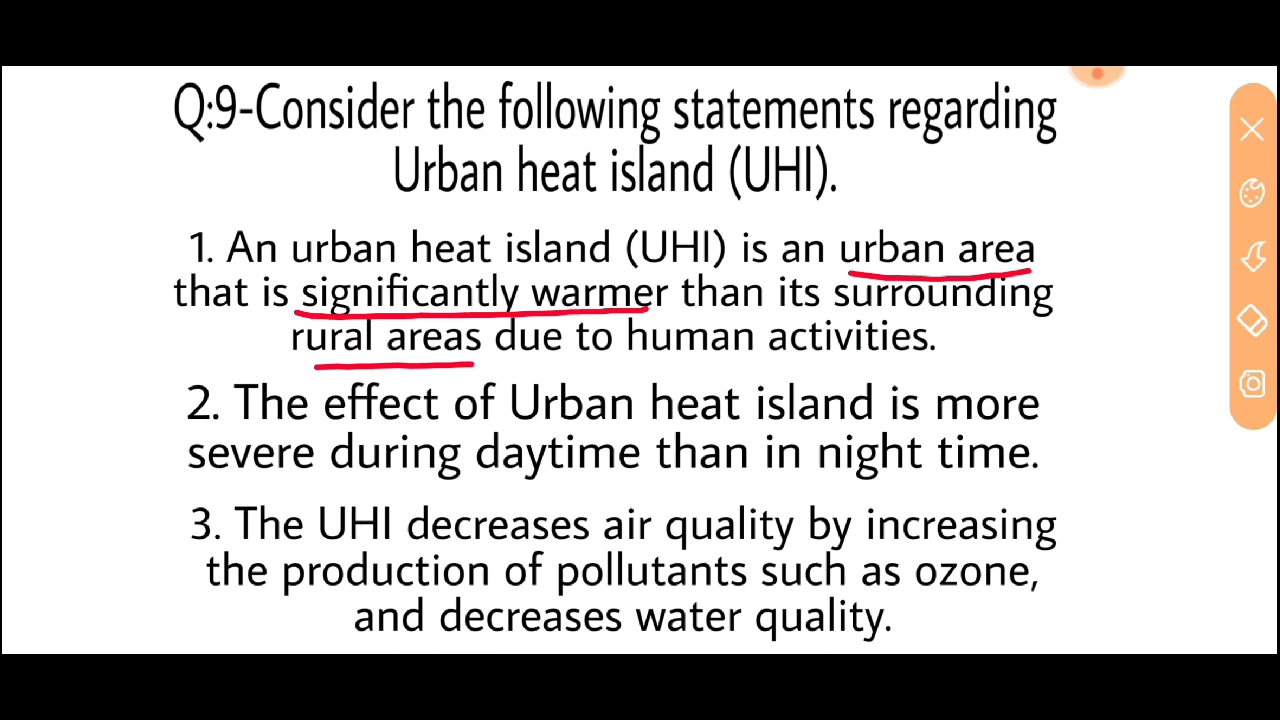 Q:9-Consider the following statements regarding
Urban heat island (UHI).
1. An urban heat island (UHI) is an urban area
that is significantly warmer than its surrounding
rural areas due to human activities.
2. The effect of Urban heat island is more
severe during daytime than in night time.
3. The UHI decreases air quality by increasing
the production of pollutants such as ozone,
and decreases water quality.